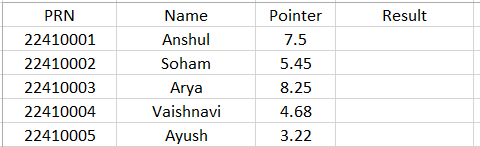 PRN Name Pointer Result
22410001 Anshul 7.5
22410002 Soham 5.45
22410003 Arya 8.25
22410004 Vaishnavi 4.68
22410005 Ayush 3.22